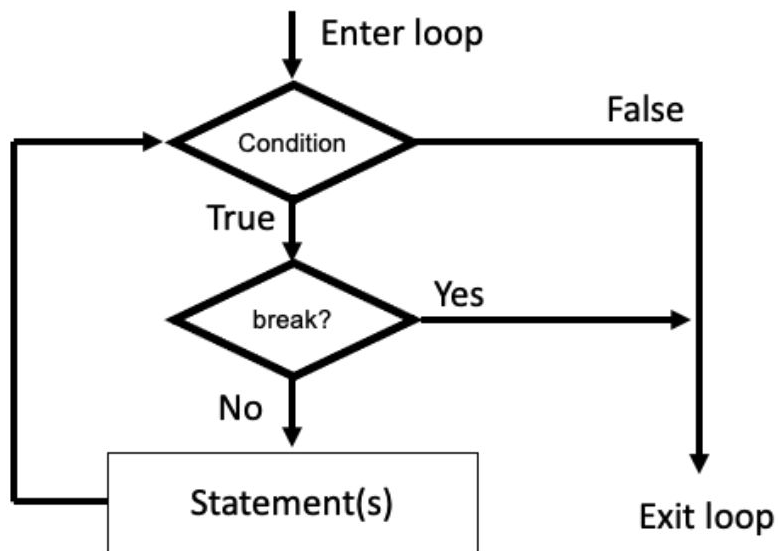 Enter loop
False
Condition
True
Yes
break?
No
Statement(s)
Exit loop